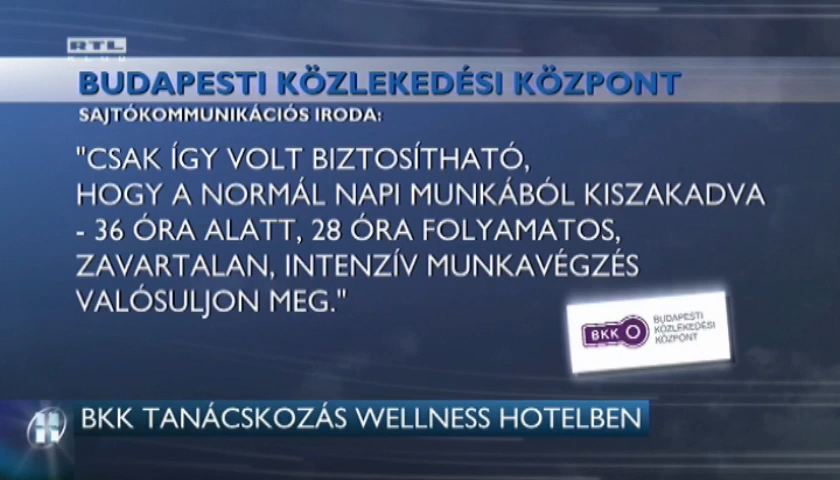 RTL
KLUB
BUDAPESTI KÖZLEKEDÉSI KÖZPONT
SAJTÓKOMMUNIKÁCIÓS IRODA:
"CSAK ÍGY VOLT BIZTOSÍTHATÓ,
HOGY A NORMÁL NAPI MUNKÁBÓL KISZAKADVA
- 36 ÓRA ALATT, 28 ÓRA FOLYAMATOS,
ZAVARTALAN, INTENZÍV MUNKAVÉGZÉS
VALÓSULJON MEG."
BKK
BUDAPESTI
KÖZLEKEDÉSI
KÖZPONT
BKK TANÁCSKOZÁS WELLNESS HOTELBEN